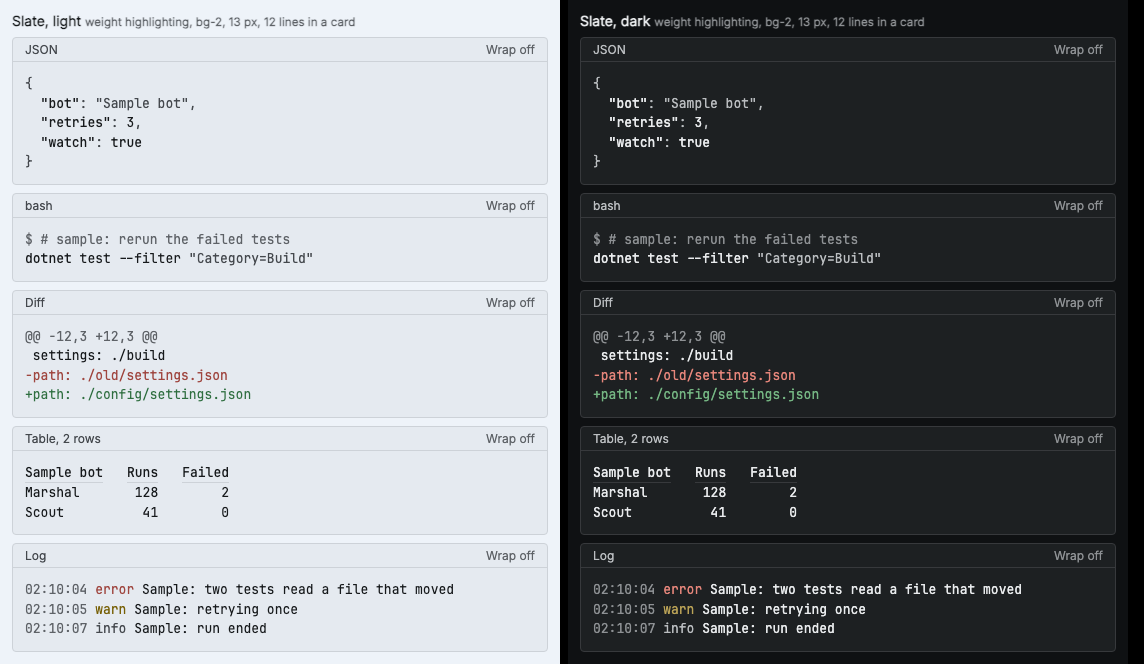 Slate, light weight highlighting, bg-2, 13 px, 12 lines in a card
JSON Wrap off
{
  "bot": "Sample bot",
  "retries": 3,
  "watch": true
}
bash Wrap off
$ # sample: rerun the failed tests
dotnet test --filter "Category=Build"
Diff Wrap off
@@ -12,3 +12,3 @@
 settings: ./build
-path: ./old/settings.json
+path: ./config/settings.json
Table, 2 rows Wrap off
Sample bot   Runs   Failed
Marshal       128        2
Scout          41        0
Log Wrap off
02:10:04 error Sample: two tests read a file that moved
02:10:05 warn Sample: retrying once
02:10:07 info Sample: run ended
Slate, dark weight highlighting, bg-2, 13 px, 12 lines in a card
JSON Wrap off
{
  "bot": "Sample bot",
  "retries": 3,
  "watch": true
}
bash Wrap off
$ # sample: rerun the failed tests
dotnet test --filter "Category=Build"
Diff Wrap off
@@ -12,3 +12,3 @@
 settings: ./build
-path: ./old/settings.json
+path: ./config/settings.json
Table, 2 rows Wrap off
Sample bot   Runs   Failed
Marshal       128        2
Scout          41        0
Log Wrap off
02:10:04 error Sample: two tests read a file that moved
02:10:05 warn Sample: retrying once
02:10:07 info Sample: run ended